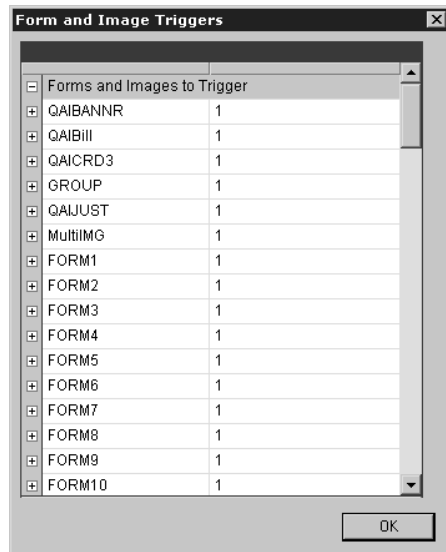 Form and Image Triggers
Forms and Images to Trigger
QAIBANNR 1
QAIBill 1
QAICRD3 1
GROUP 1
QAIJUST 1
MultiIMG 1
FORM1 1
FORM2 1
FORM3 1
FORM4 1
FORM5 1
FORM6 1
FORM7 1
FORM8 1
FORM9 1
FORM10 1
OK